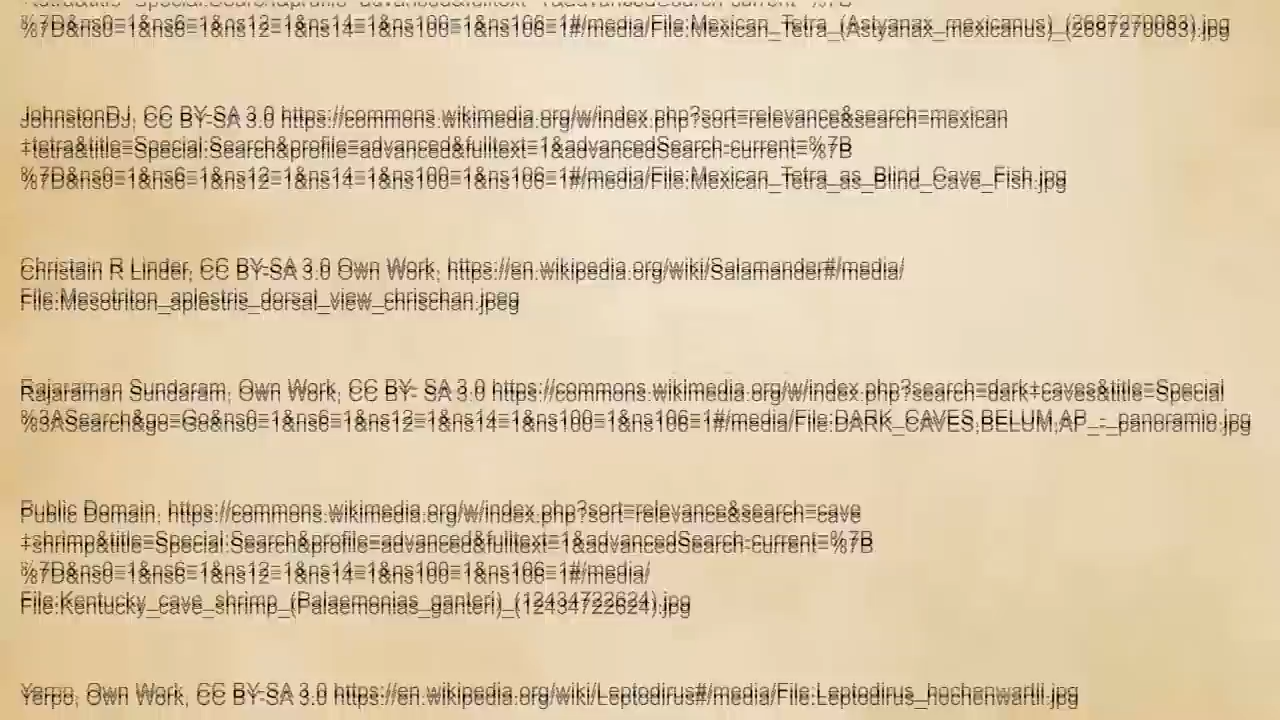 %7D&ns0=1&ns6=1&ns12=1&ns14=1&ns100=1&ns106=1#/media/File:Mexican_Tetra_(Astyanax_mexicanus)_(2687270083).jpg
JohnstonDJ, CC BY-SA 3.0 https://commons.wikimedia.org/w/index.php?sort=relevance&search=mexican
+tetra&title=Special:Search&profile=advanced&fulltext=1&advancedSearch-current=%7B
%7D&ns0=1&ns6=1&ns12=1&ns14=1&ns100=1&ns106=1#/media/File:Mexican_Tetra_as_Blind_Cave_Fish.jpg
Christain R Linder, CC BY-SA 3.0 Own Work, https://en.wikipedia.org/wiki/Salamander#/media/
File:Mesotriton_aplestris_dorsal_view_chrischan.jpeg
Rajaraman Sundaram, Own Work, CC BY- SA 3.0 https://commons.wikimedia.org/w/index.php?search=dark+caves&title=Special
%3ASearch&go=Go&ns0=1&ns6=1&ns12=1&ns14=1&ns100=1&ns106=1#/media/File:DARK_CAVES,BELUM,AP_-_panoramio.jpg
Public Domain, https://commons.wikimedia.org/w/index.php?sort=relevance&search=cave
+shrimp&title=Special:Search&profile=advanced&fulltext=1&advancedSearch-current=%7B
%7D&ns0=1&ns6=1&ns12=1&ns14=1&ns100=1&ns106=1#/media/
File:Kentucky_cave_shrimp_(Palaemonias_ganteri)_(12434722624).jpg
Yerpo, Own Work, CC BY-SA 3.0 https://en.wikipedia.org/wiki/Leptodirus#/media/File:Leptodirus_hochenwartii.jpg